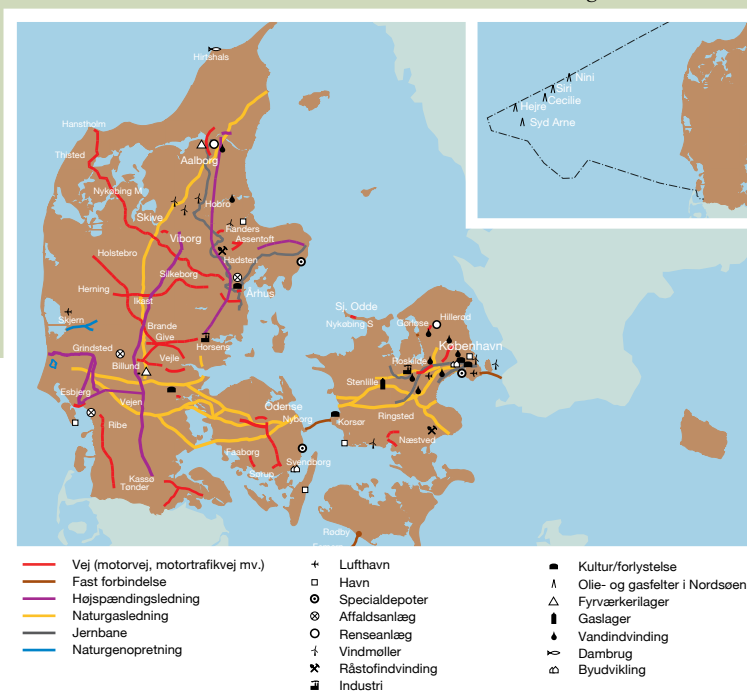 Hirtshals
Nini
Siri
Cecilie
Hejre
Syd Arne
Hanstholm
Thisted
Aalborg
Nykøbing M
Hobro
Skive
Randers
Viborg
Assentoft
Holstebro
Hadsten
Silkeborg
Herning
Århus
Ikast
Sj. Odde
Skjern
Nykøbing S
Hillerød
Gørløse
Brande
Give
Grindsted
Horsens
København
Vejle
Roskilde
Billund
Stenlille
Esbjerg
Vejen
Odense
Nyborg
Ribe
Korsør
Ringsted
Næstved
Faaborg
Svendborg
Sørup
Kassø
Tønder
Rødby
Vej (motorvej, motortrafikvej mv.)
Fast forbindelse
Højspændingsledning
Naturgasledning
Jernbane
Naturgenopretning
Lufthavn
Havn
Specialdepoter
Affaldsanlæg
Renseanlæg
Vindmøller
Råstofindvinding
Industri
Kultur/forlystelse
Olie- og gasfelter i Nordsøen
Fyrværkerilager
Gaslager
Vandindvinding
Dambrug
Byudvikling